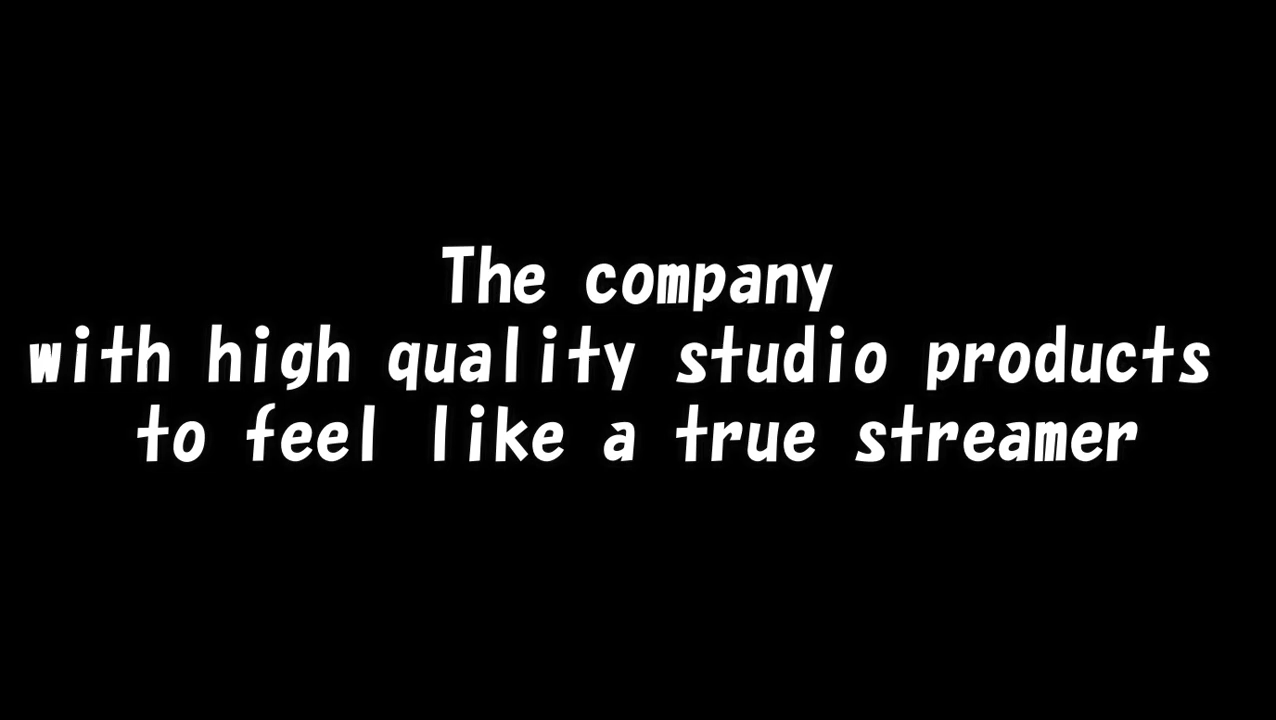 The company
with high quality studio products
to feel like a true streamer